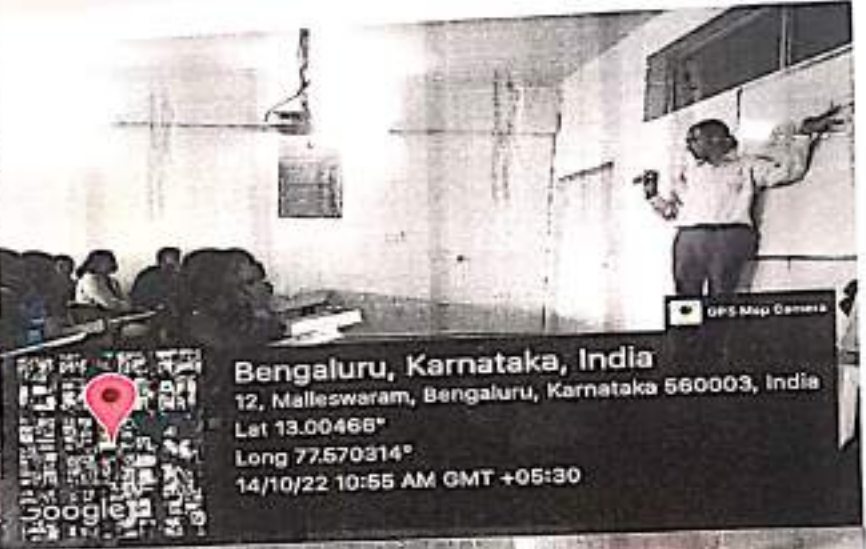 GPS Map Camera
Bengaluru, Karnataka, India
12, Malleswaram, Bengaluru, Karnataka 560003, India
Lat 13.00466°
Long 77.570314°
14/10/22 10:55 AM GMT +05:30
Google